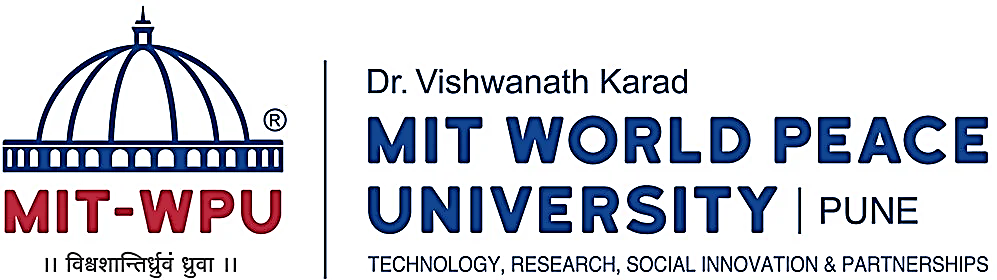 ®
MIT-WPU
।। विश्वशान्तिर्ध्रुवं ध्रुवा ।।
Dr. Vishwanath Karad
MIT WORLD PEACE
UNIVERSITY | PUNE
TECHNOLOGY, RESEARCH, SOCIAL INNOVATION & PARTNERSHIPS